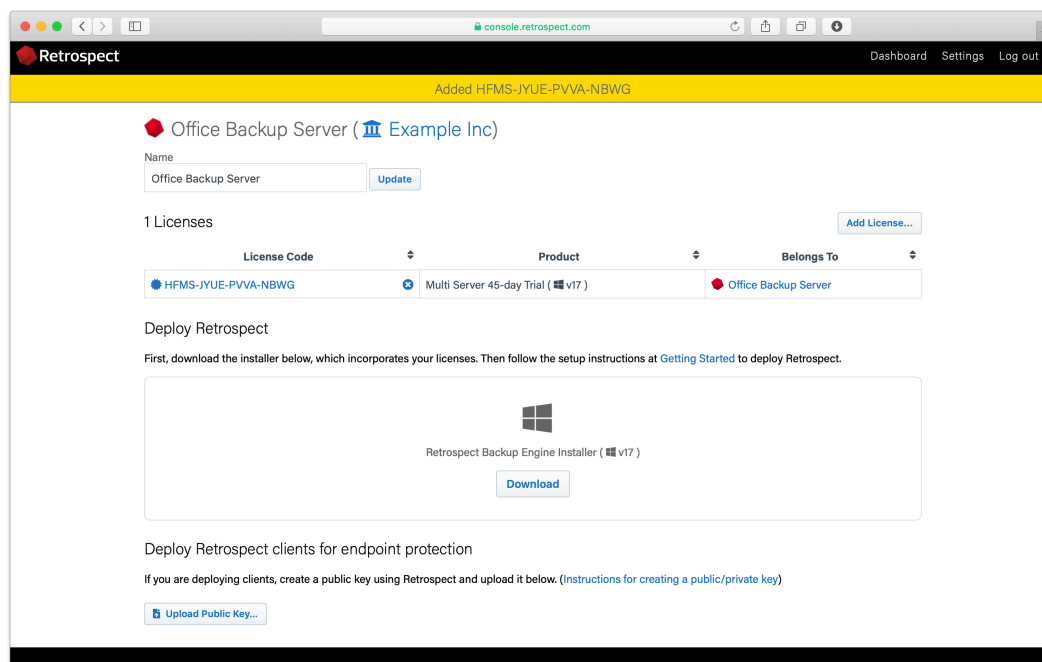 console.retrospect.com
Retrospect
Dashboard Settings Log out
Added HFMS-JYUE-PVVA-NBWG
Office Backup Server ( Example Inc)
Name
Office Backup Server Update
1 Licenses Add License...
License Code Product Belongs To
HFMS-JYUE-PVVA-NBWG Multi Server 45-day Trial ( v17 ) Office Backup Server
Deploy Retrospect
First, download the installer below, which incorporates your licenses. Then follow the setup instructions at Getting Started to deploy Retrospect.
Retrospect Backup Engine Installer ( v17 )
Download
Deploy Retrospect clients for endpoint protection
If you are deploying clients, create a public key using Retrospect and upload it below. (Instructions for creating a public/private key)
Upload Public Key...